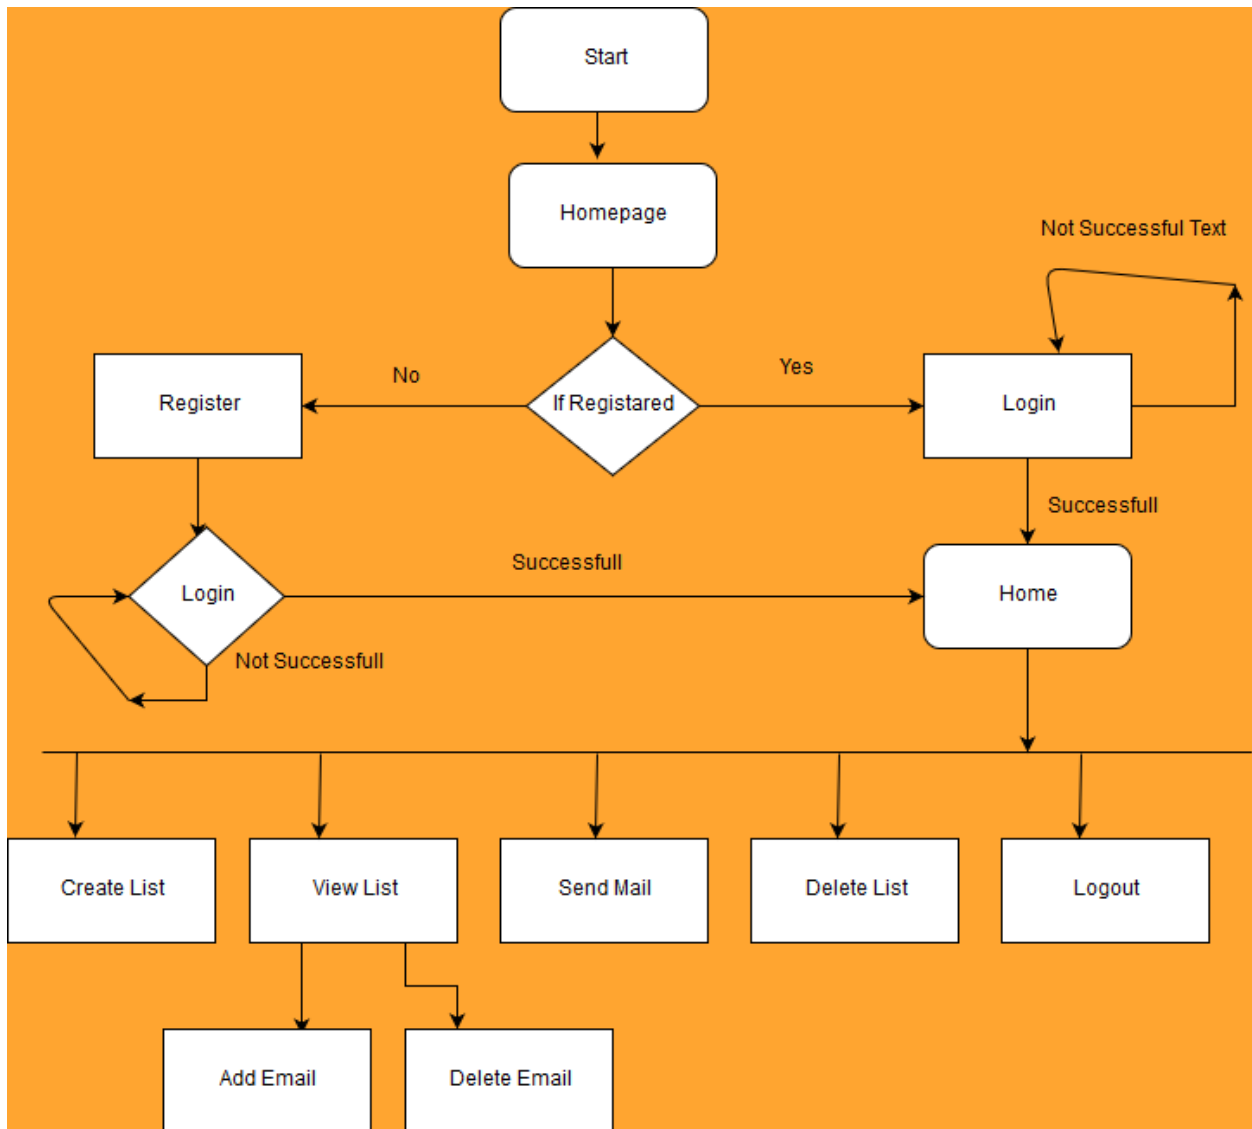 Start
Homepage
Not Successful Text
No
Yes
Register
If Registared
Login
Successfull
Successfull
Login
Home
Not Successfull
Create List
View List
Send Mail
Delete List
Logout
Add Email
Delete Email